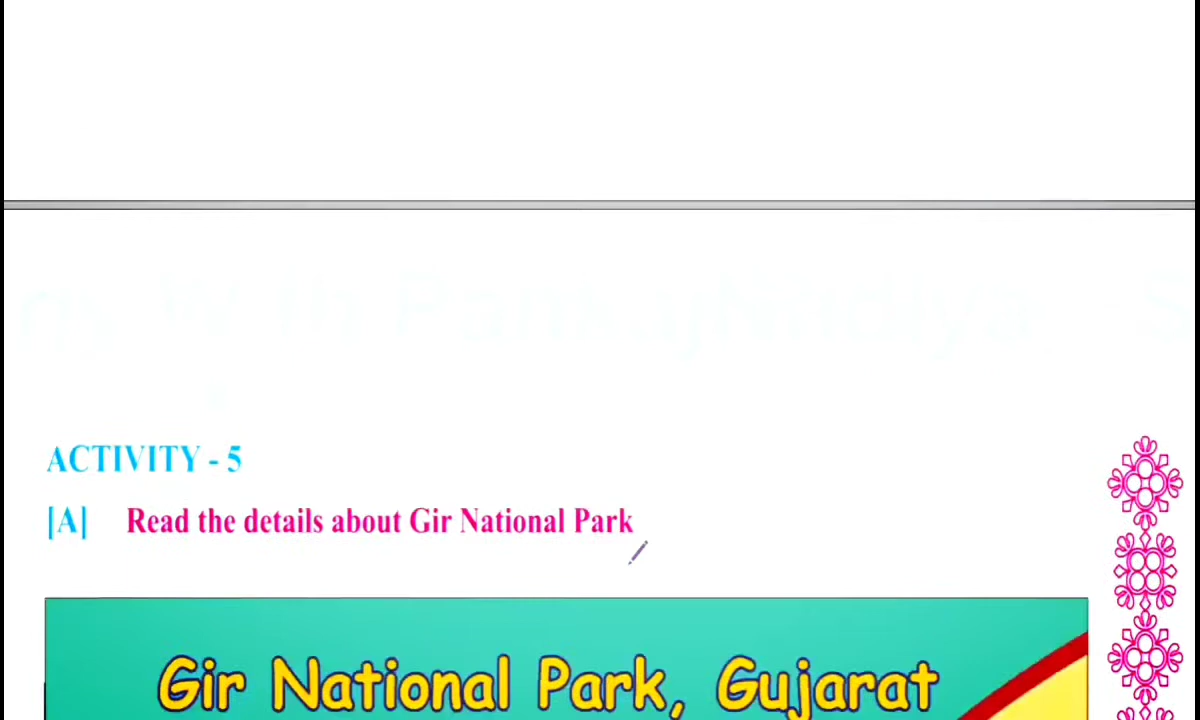 ACTIVITY - 5
[A] Read the details about Gir National Park
Gir National Park, Gujarat